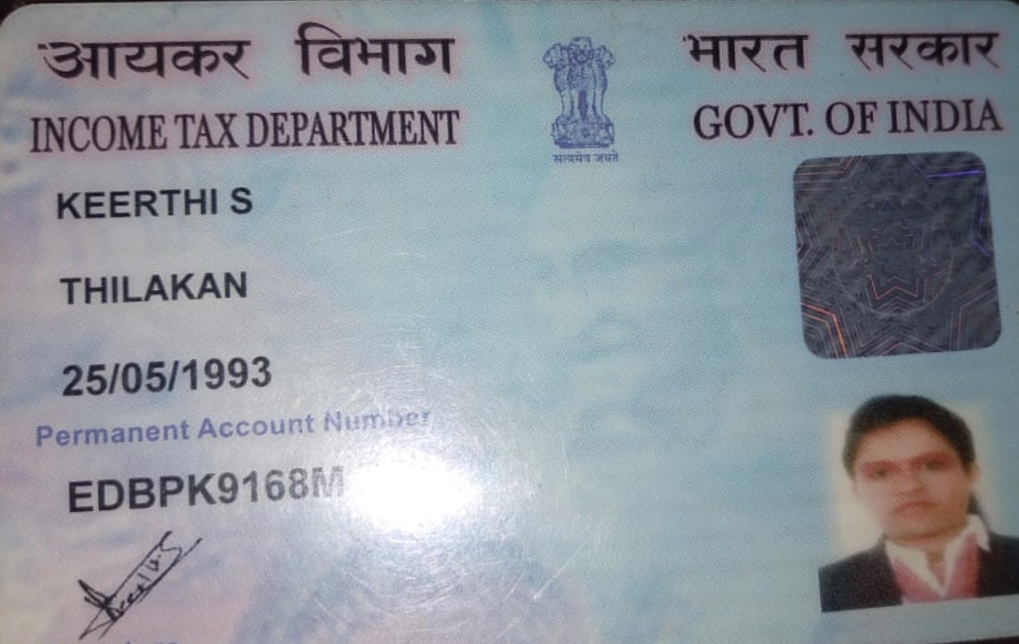 आयकर विभाग
INCOME TAX DEPARTMENT
भारत सरकार
GOVT. OF INDIA
सत्यमेव जयते
KEERTHI S
THILAKAN
25/05/1993
Permanent Account Number
EDBPK9168M